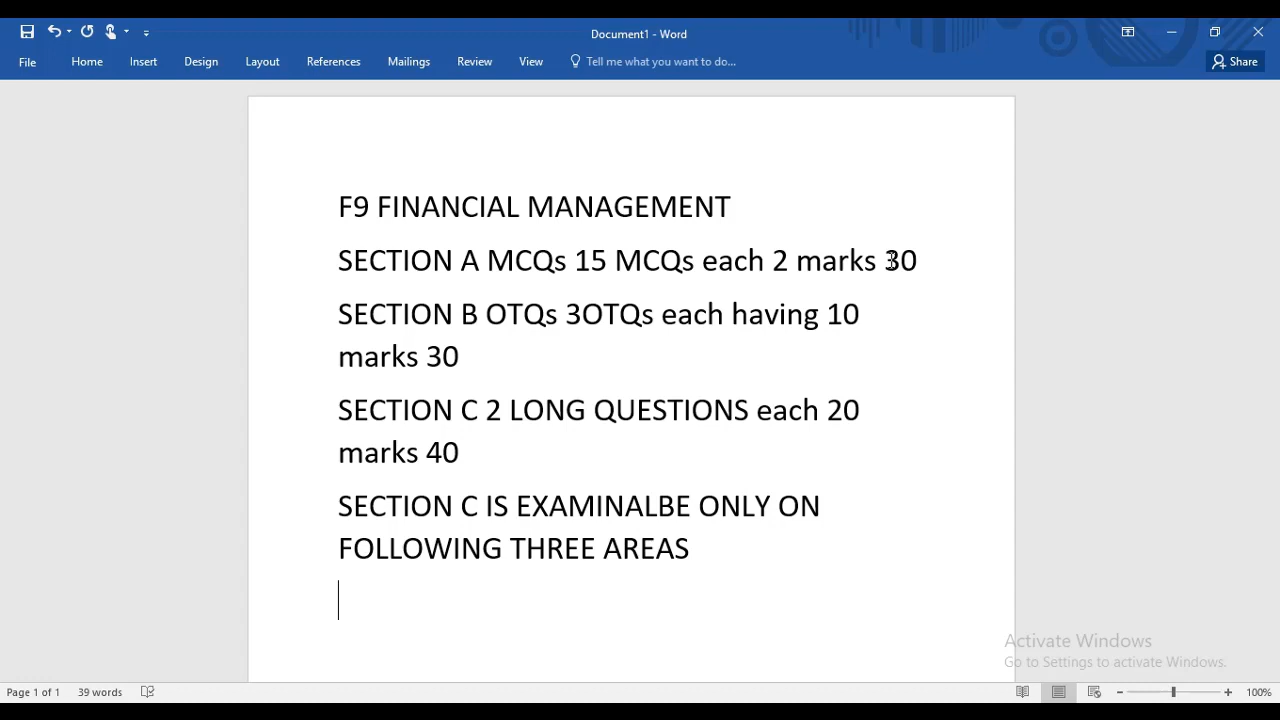 Document1 - Word
File Home Insert Design Layout References Mailings Review View Tell me what you want to do... Share
F9 FINANCIAL MANAGEMENT
SECTION A MCQs 15 MCQs each 2 marks 30
SECTION B OTQs 3OTQs each having 10
marks 30
SECTION C 2 LONG QUESTIONS each 20
marks 40
SECTION C IS EXAMINALBE ONLY ON
FOLLOWING THREE AREAS
Activate Windows
Go to Settings to activate Windows.
Page 1 of 1 39 words 100%